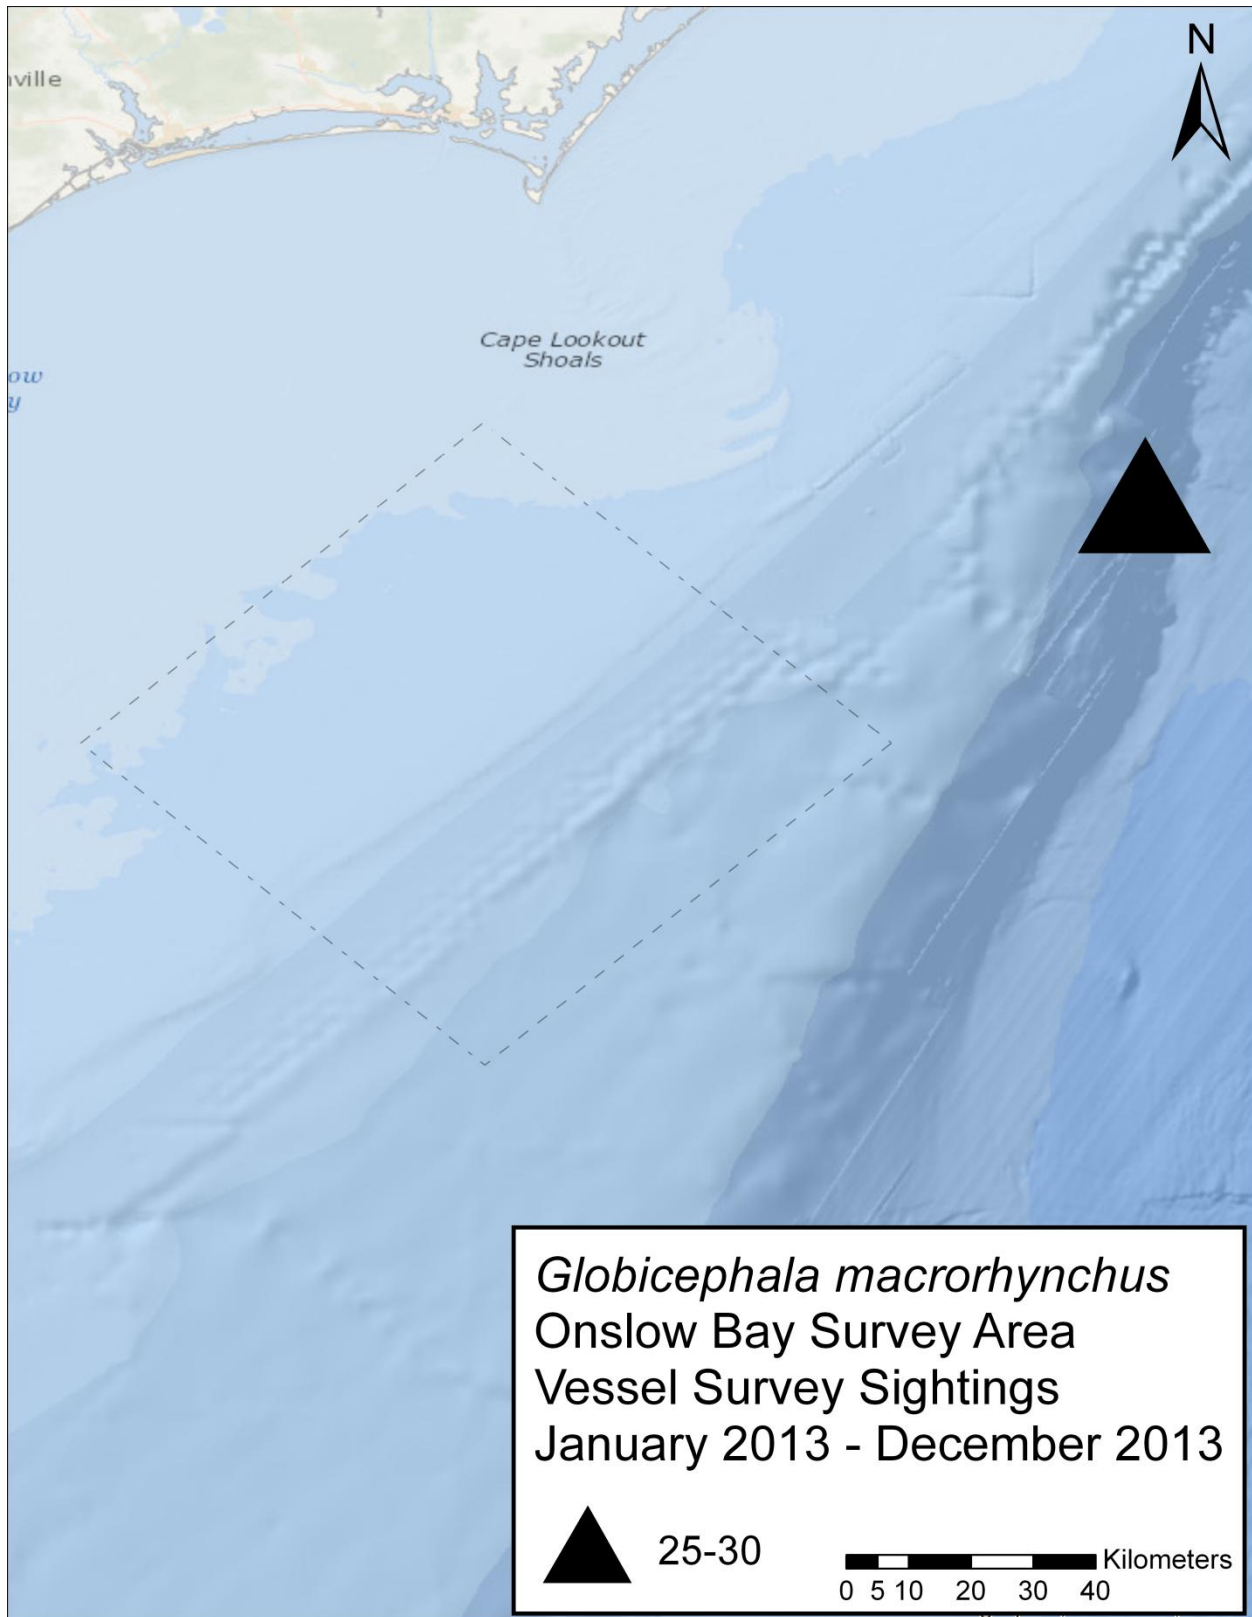 N
ville
Cape Lookout
Shoals
ow
y
Globicephala macrorhynchus
Onslow Bay Survey Area
Vessel Survey Sightings
January 2013 - December 2013
25-30
Kilometers
0 5 10 20 30 40